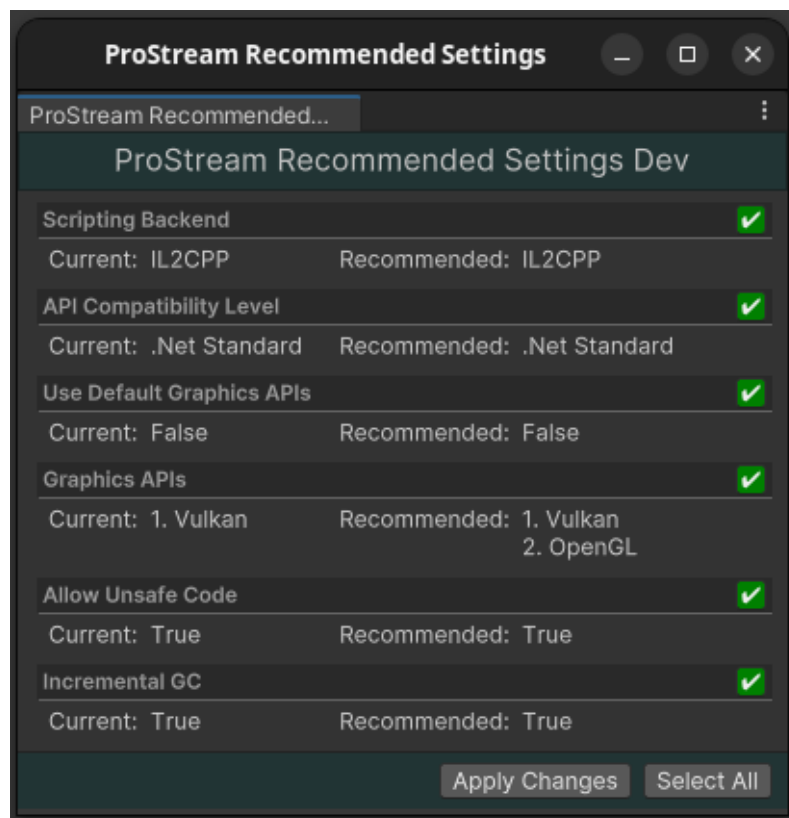 ProStream Recommended Settings
ProStream Recommended...
ProStream Recommended Settings Dev
Scripting Backend
Current: IL2CPP Recommended: IL2CPP
API Compatibility Level
Current: .Net Standard Recommended: .Net Standard
Use Default Graphics APIs
Current: False Recommended: False
Graphics APIs
Current: 1. Vulkan Recommended: 1. Vulkan
2. OpenGL
Allow Unsafe Code
Current: True Recommended: True
Incremental GC
Current: True Recommended: True
Apply Changes Select All